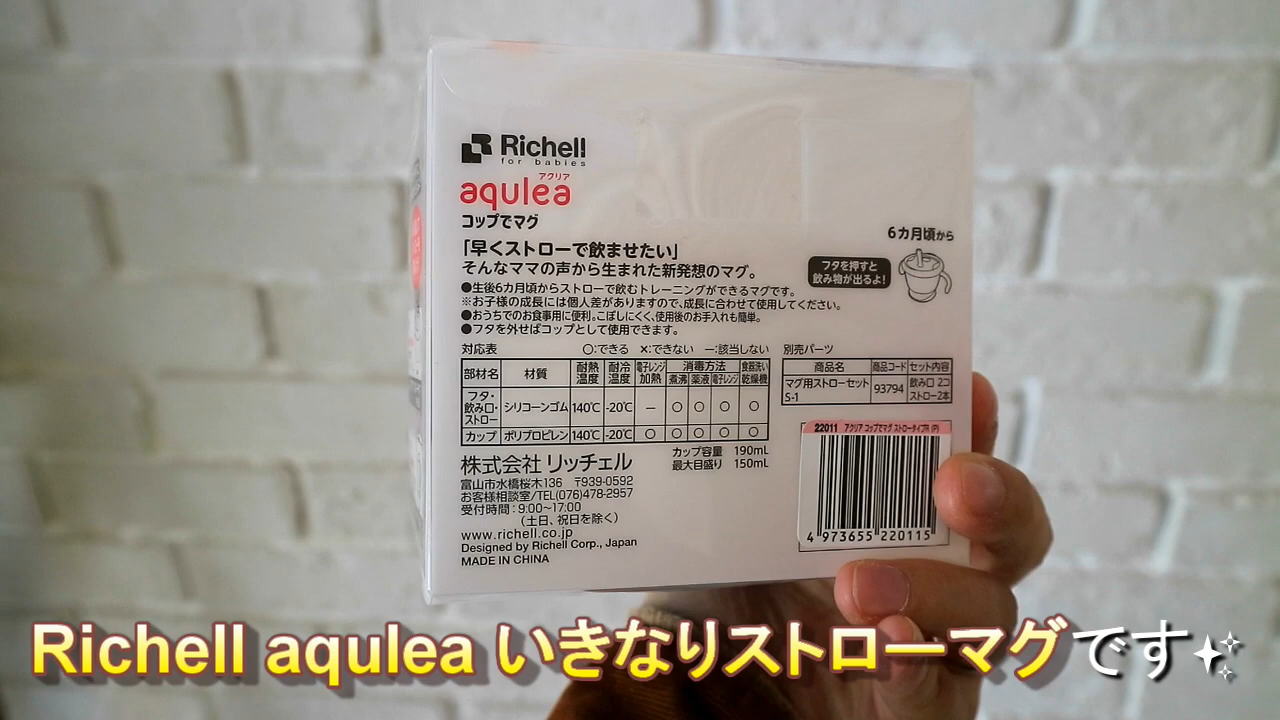 Richell
for babies
アクリア
aqulea
コップでマグ
「早くストローで飲ませたい」
そんなママの声から生まれた新発想のマグ。
●生後6カ月頃からストローで飲むトレーニングができるマグです。
※お子様の成長には個人差がありますので、成長に合わせて使用してください。
●おうちでのお食事用に便利。こぼしにくく、使用後のお手入れも簡単。
●フタを外せばコップとして使用できます。
6カ月頃から
フタを押すと
飲み物が出るよ!
対応表 〇:できる ×:できない ー:該当しない
部材名 材質 耐熱温度 耐冷温度 電子レンジ加熱 消毒方法 煮沸 薬液 電子レンジ 食器洗い乾燥機
フタ・飲み口・ストロー シリコーンゴム 140℃ -20℃ ー 〇 〇 〇 〇
カップ ポリプロピレン 140℃ -20℃ 〇 〇 〇 〇 〇
別売パーツ
商品名 商品コード セット内容
マグ用ストローセット S-1 93794 飲み口 2コ ストロー2本
カップ容量 190mL
最大目盛り 150mL
株式会社 リッチェル
富山市水橋桜木136 〒939-0592
お客様相談室/TEL(076)478-2957
受付時間:9:00~17:00
(土日、祝日を除く)
www.richell.co.jp
Designed by Richell Corp., Japan
MADE IN CHINA
22011 アクリア コップでマグ ストロータイプR (P)
4 973655 220115
Richell aqulea いきなりストローマグです